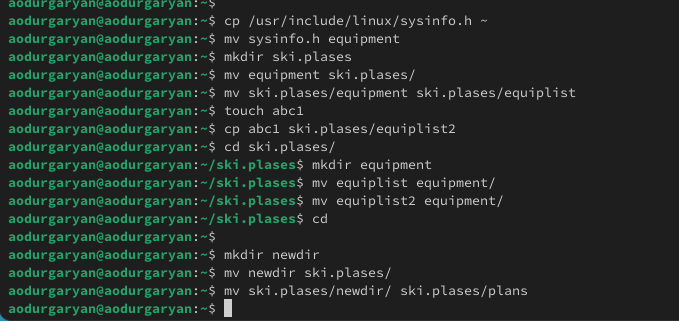 aodurgaryan@aodurgaryan:~$
aodurgaryan@aodurgaryan:~$ cp /usr/include/linux/sysinfo.h ~
aodurgaryan@aodurgaryan:~$ mv sysinfo.h equipment
aodurgaryan@aodurgaryan:~$ mkdir ski.plases
aodurgaryan@aodurgaryan:~$ mv equipment ski.plases/
aodurgaryan@aodurgaryan:~$ mv ski.plases/equipment ski.plases/equiplist
aodurgaryan@aodurgaryan:~$ touch abc1
aodurgaryan@aodurgaryan:~$ cp abc1 ski.plases/equiplist2
aodurgaryan@aodurgaryan:~$ cd ski.plases/
aodurgaryan@aodurgaryan:~/ski.plases$ mkdir equipment
aodurgaryan@aodurgaryan:~/ski.plases$ mv equiplist equipment/
aodurgaryan@aodurgaryan:~/ski.plases$ mv equiplist2 equipment/
aodurgaryan@aodurgaryan:~/ski.plases$ cd
aodurgaryan@aodurgaryan:~$
aodurgaryan@aodurgaryan:~$ mkdir newdir
aodurgaryan@aodurgaryan:~$ mv newdir ski.plases/
aodurgaryan@aodurgaryan:~$ mv ski.plases/newdir/ ski.plases/plans
aodurgaryan@aodurgaryan:~$